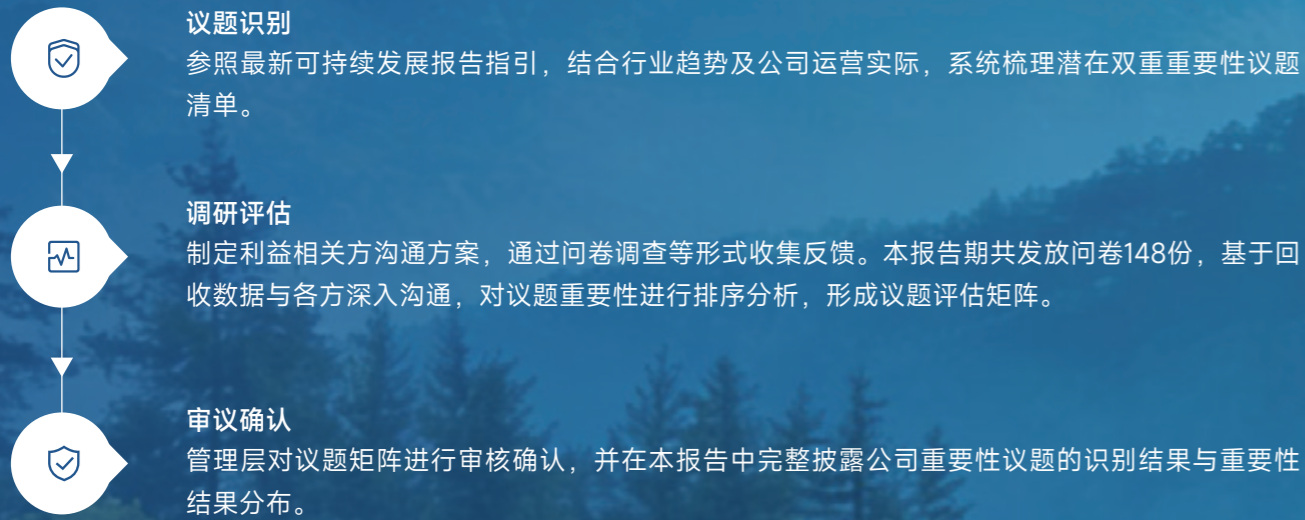 议题识别
参照最新可持续发展报告指引，结合行业趋势及公司运营实际，系统梳理潜在双重重要性议题
清单。
调研评估
制定利益相关方沟通方案，通过问卷调查等形式收集反馈。本报告期共发放问卷148份，基于回
收数据与各方深入沟通，对议题重要性进行排序分析，形成议题评估矩阵。
审议确认
管理层对议题矩阵进行审核确认，并在本报告中完整披露公司重要性议题的识别结果与重要性
结果分布。